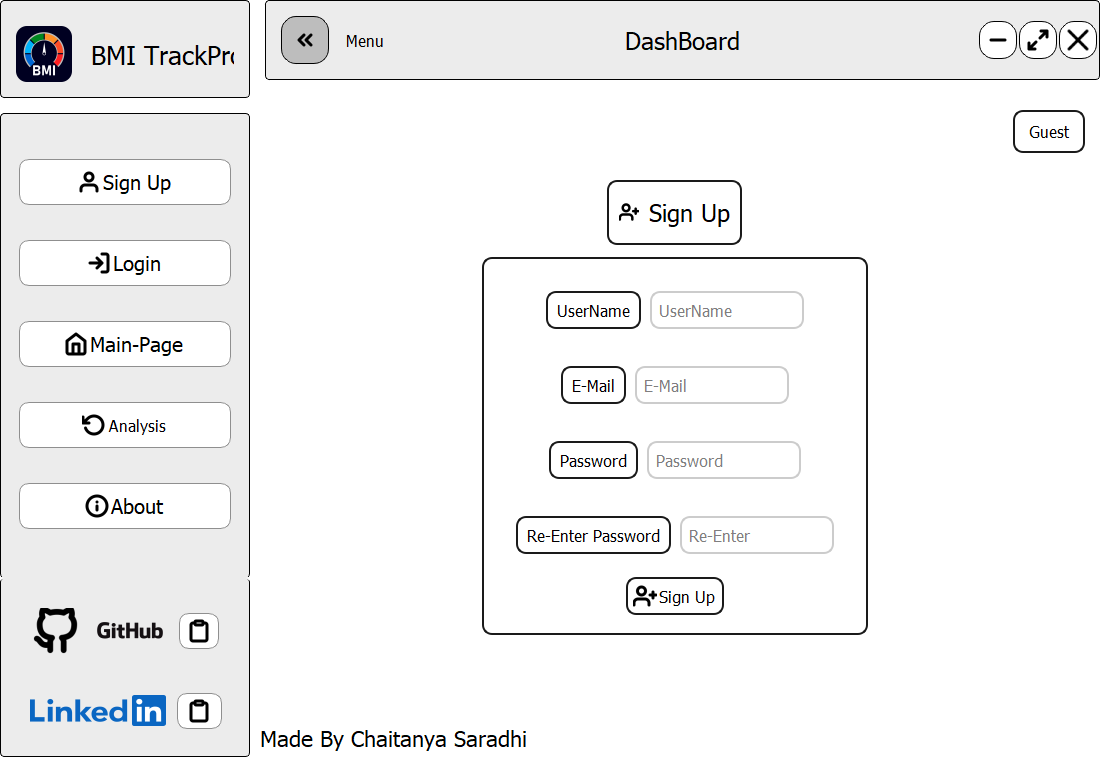 BMI
BMI TrackPro
Menu
DashBoard
Guest
Sign Up
Login
Main-Page
Analysis
About
GitHub
Linkedin
Sign Up
UserName UserName
E-Mail E-Mail
Password Password
Re-Enter Password Re-Enter
Sign Up
Made By Chaitanya Saradhi